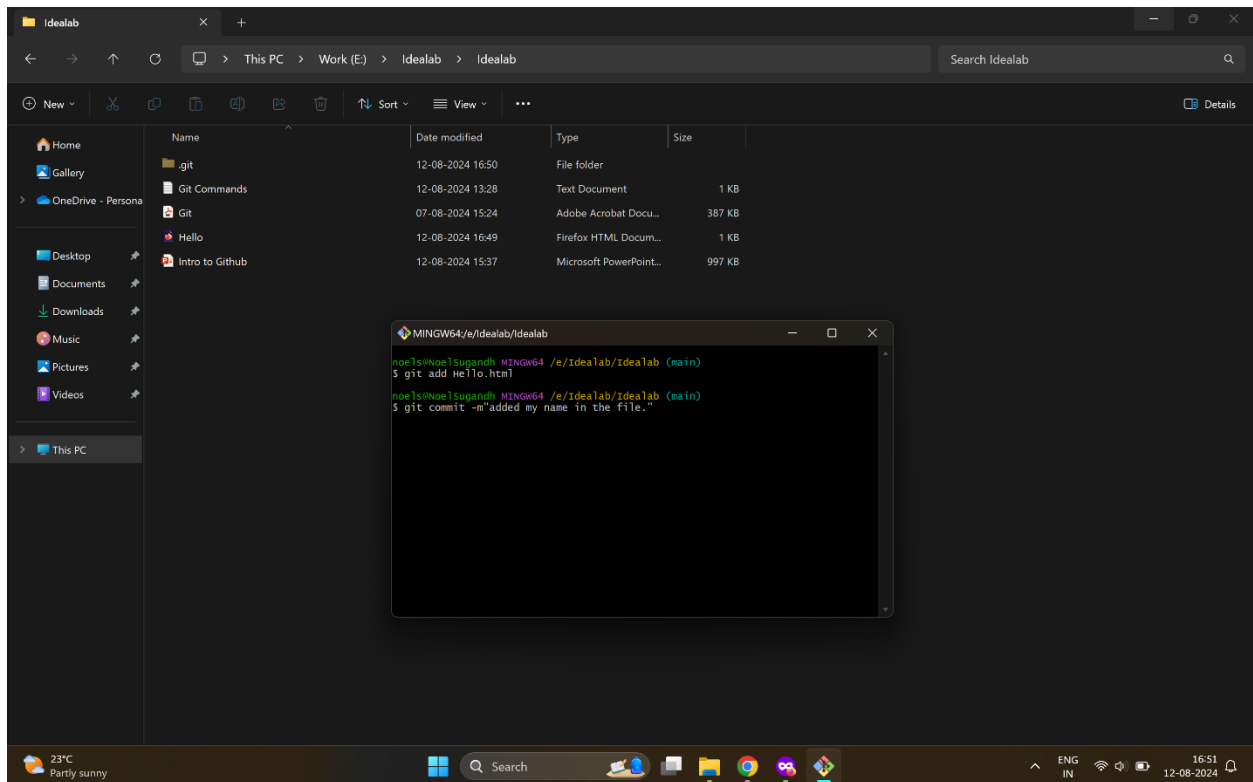 Idealab
This PC > Work (E:) > Idealab > Idealab
Search Idealab
New
Sort
View
Details
Name Date modified Type Size
Home
Gallery
OneDrive - Persona
Desktop
Documents
Downloads
Music
Pictures
Videos
This PC
.git 12-08-2024 16:50 File folder
Git Commands 12-08-2024 13:28 Text Document 1 KB
Git 07-08-2024 15:24 Adobe Acrobat Docu... 387 KB
Hello 12-08-2024 16:49 Firefox HTML Docum... 1 KB
Intro to Github 12-08-2024 15:37 Microsoft PowerPoint... 997 KB
MINGW64:/e/Idealab/Idealab
noels@NoelSugandh MINGW64 /e/Idealab/Idealab (main)
$ git add Hello.html
noels@NoelSugandh MINGW64 /e/Idealab/Idealab (main)
$ git commit -m"added my name in the file."
23°C
Partly sunny
Search
ENG
IN
16:51
12-08-2024